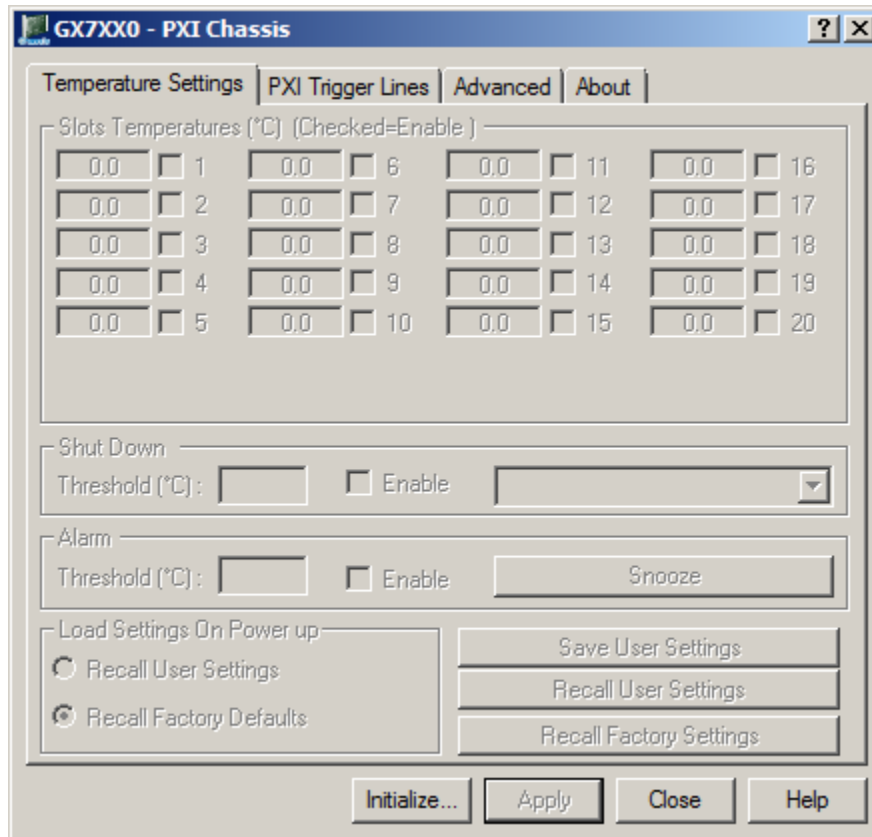 GX7XX0 - PXI Chassis
Temperature Settings PXI Trigger Lines Advanced About
Slots Temperatures (°C) (Checked=Enable )
0.0 1 0.0 6 0.0 11 0.0 16
0.0 2 0.0 7 0.0 12 0.0 17
0.0 3 0.0 8 0.0 13 0.0 18
0.0 4 0.0 9 0.0 14 0.0 19
0.0 5 0.0 10 0.0 15 0.0 20
Shut Down
Threshold (°C) : Enable
Alarm
Threshold (°C) : Enable Snooze
Load Settings On Power up
Recall User Settings
Recall Factory Defaults
Save User Settings
Recall User Settings
Recall Factory Settings
Initialize... Apply Close Help